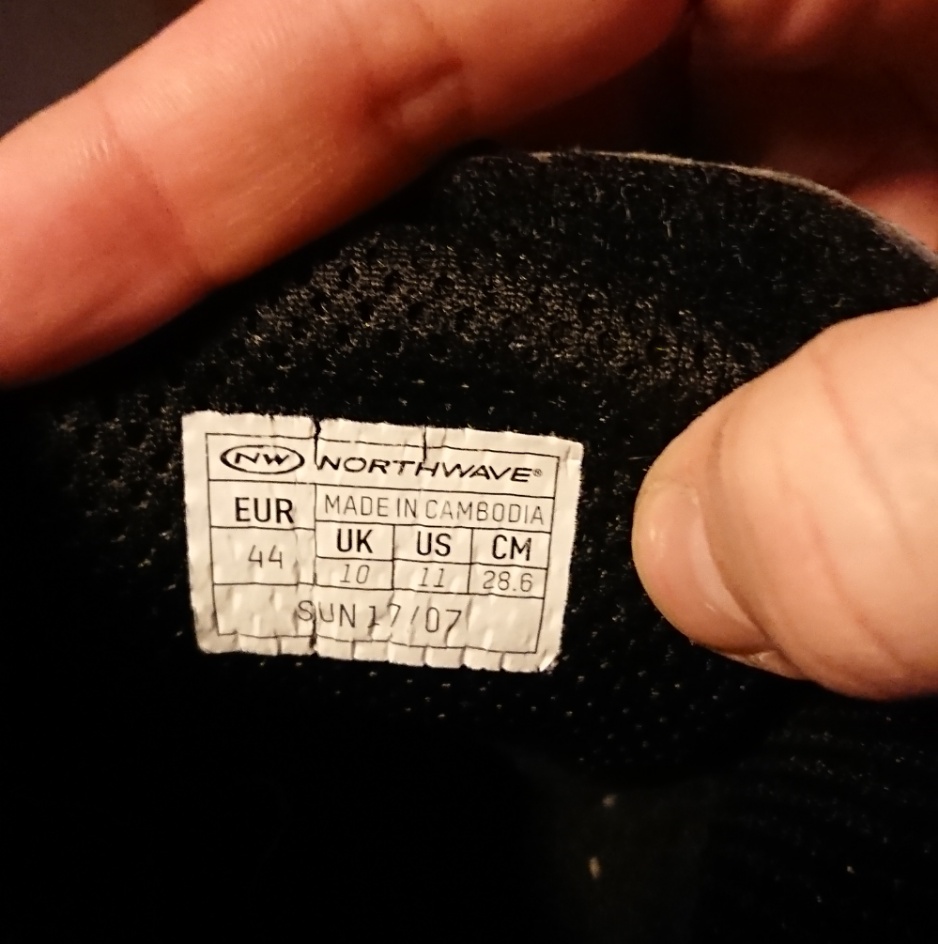 NW NORTHWAVE®
EUR MADE IN CAMBODIA
UK US CM
44 10 11 28.6
SUN 17/07